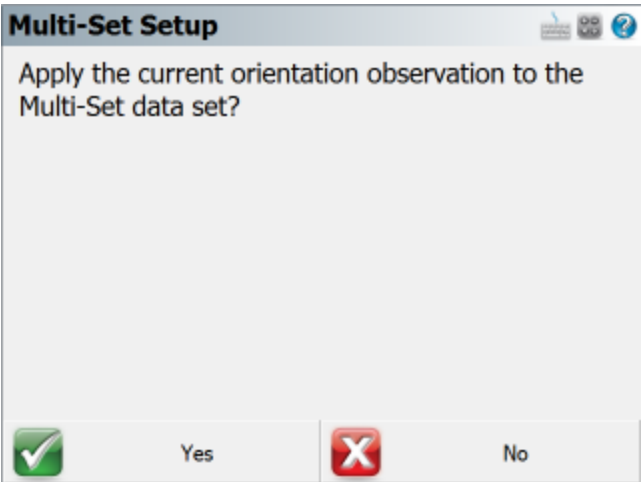 Multi-Set Setup
Apply the current orientation observation to the
Multi-Set data set?
Yes
No